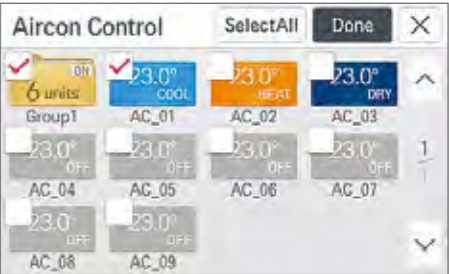 Aircon Control SelectAll Done
ON
6 units 23.0° COOL 23.0° HEAT 23.0° DRY
Group1 AC_01 AC_02 AC_03
23.0° OFF 23.0° OFF 23.0° OFF 23.0° OFF
1
AC_04 AC_05 AC_06 AC_07
23.0° OFF 23.0° OFF
AC_08 AC_09